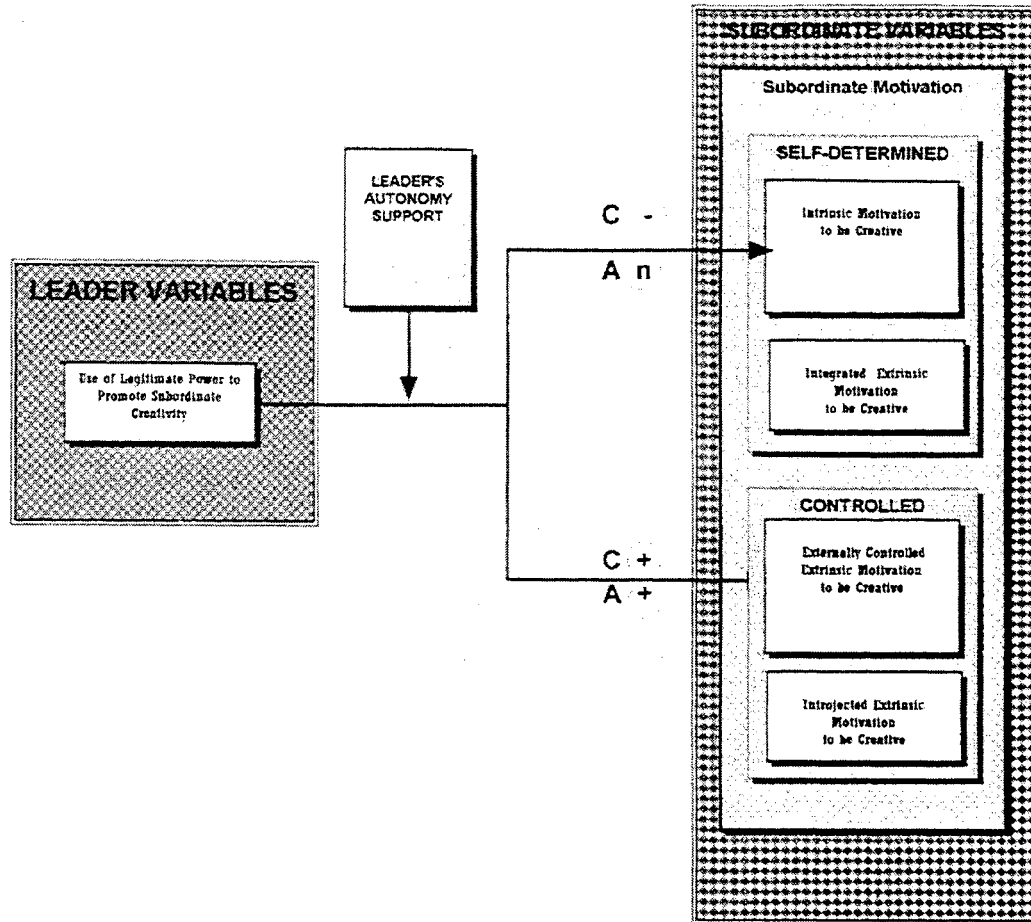 SUBORDINATE VARIABLES
Subordinate Motivation
SELF-DETERMINED
Intrinsic Motivation
to be Creative
Integrated Extrinsic
Motivation
to be Creative
CONTROLLED
Externally Controlled
Extrinsic Motivation
to be Creative
Introjected Extrinsic
Motivation
to be Creative
LEADER'S
AUTONOMY
SUPPORT
C -
A n
C +
A +
LEADER VARIABLES
Use of Legitimate Power to
Promote Subordinate
Creativity